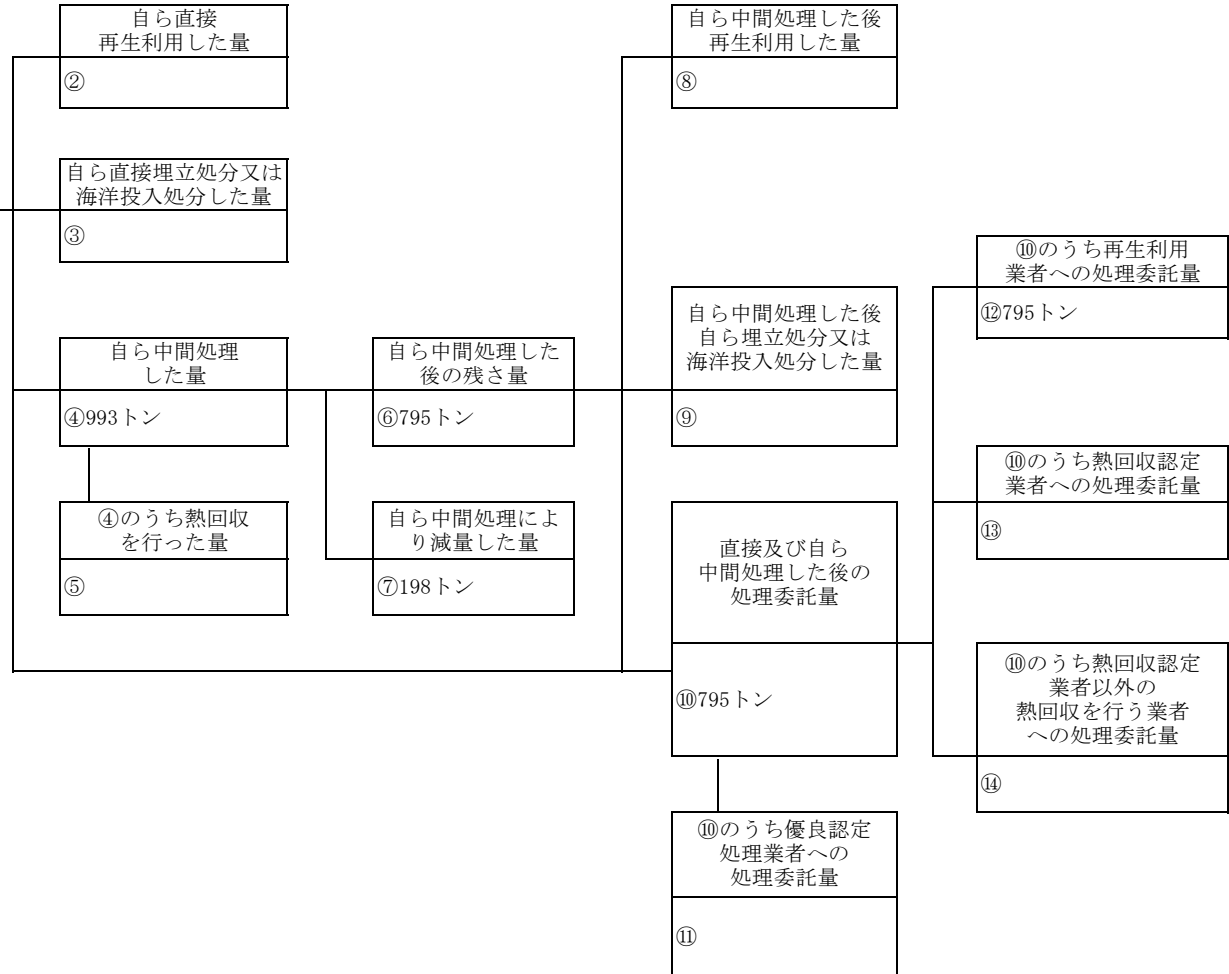 自ら直接
再生利用した量
②
自ら中間処理した後
再生利用した量
⑧
自ら直接埋立処分又は
海洋投入処分した量
③
⑩のうち再生利用
業者への処理委託量
⑫795トン
自ら中間処理した後
自ら埋立処分又は
海洋投入処分した量
⑨
自ら中間処理
した量
④993トン
自ら中間処理した
後の残さ量
⑥795トン
⑩のうち熱回収認定
業者への処理委託量
⑬
④のうち熱回収
を行った量
⑤
自ら中間処理によ
り減量した量
⑦198トン
直接及び自ら
中間処理した後の
処理委託量
⑩795トン
⑩のうち熱回収認定
業者以外の
熱回収を行う業者
への処理委託量
⑭
⑩のうち優良認定
処理業者への
処理委託量
⑪